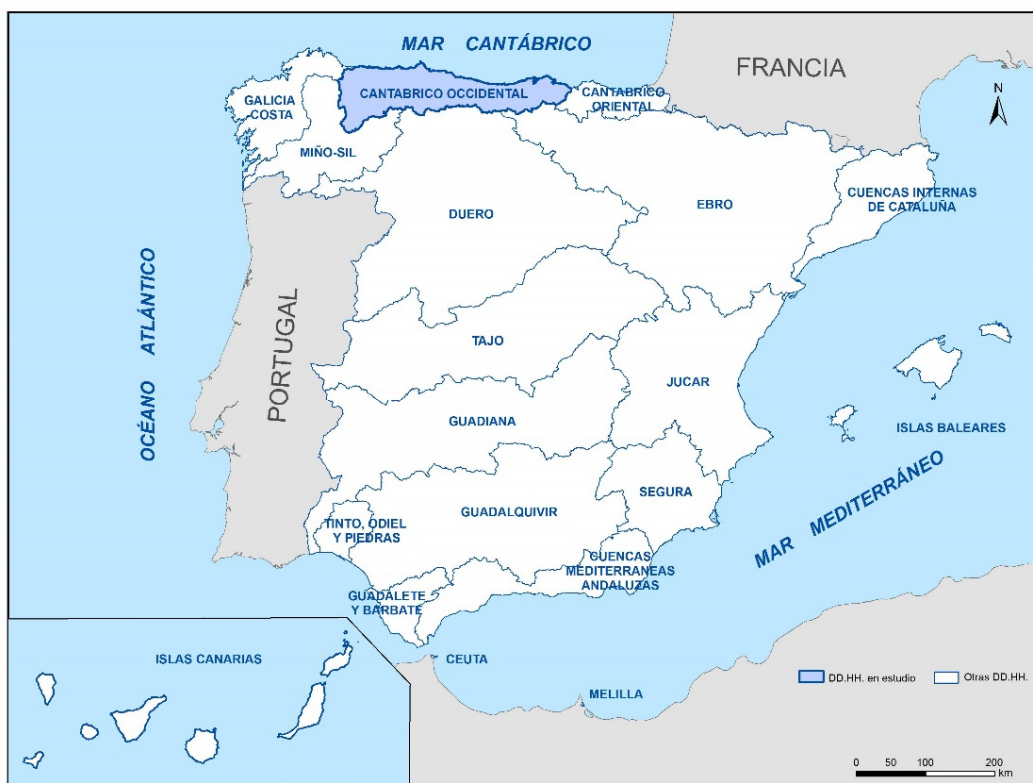 MAR CANTÁBRICO
FRANCIA
N
CANTABRICO OCCIDENTAL
CANTABRICO
ORIENTAL
GALICIA
COSTA
MIÑO-SIL
CUENCAS INTERNAS
DE CATALUÑA
DUERO
EBRO
OCÉANO ATLÁNTICO
PORTUGAL
TAJO
JUCAR
GUADIANA
ISLAS BALEARES
SEGURA
GUADALQUIVIR
TINTO, ODIEL
Y PIEDRAS
MAR MEDITERRÁNEO
CUENCAS
MEDITERRANEAS
ANDALUZAS
GUADALETE
Y BARBATE
ISLAS CANARIAS
CEUTA
MELILLA
DD.HH. en estudio
Otras DD.HH.
0 50 100 200
km